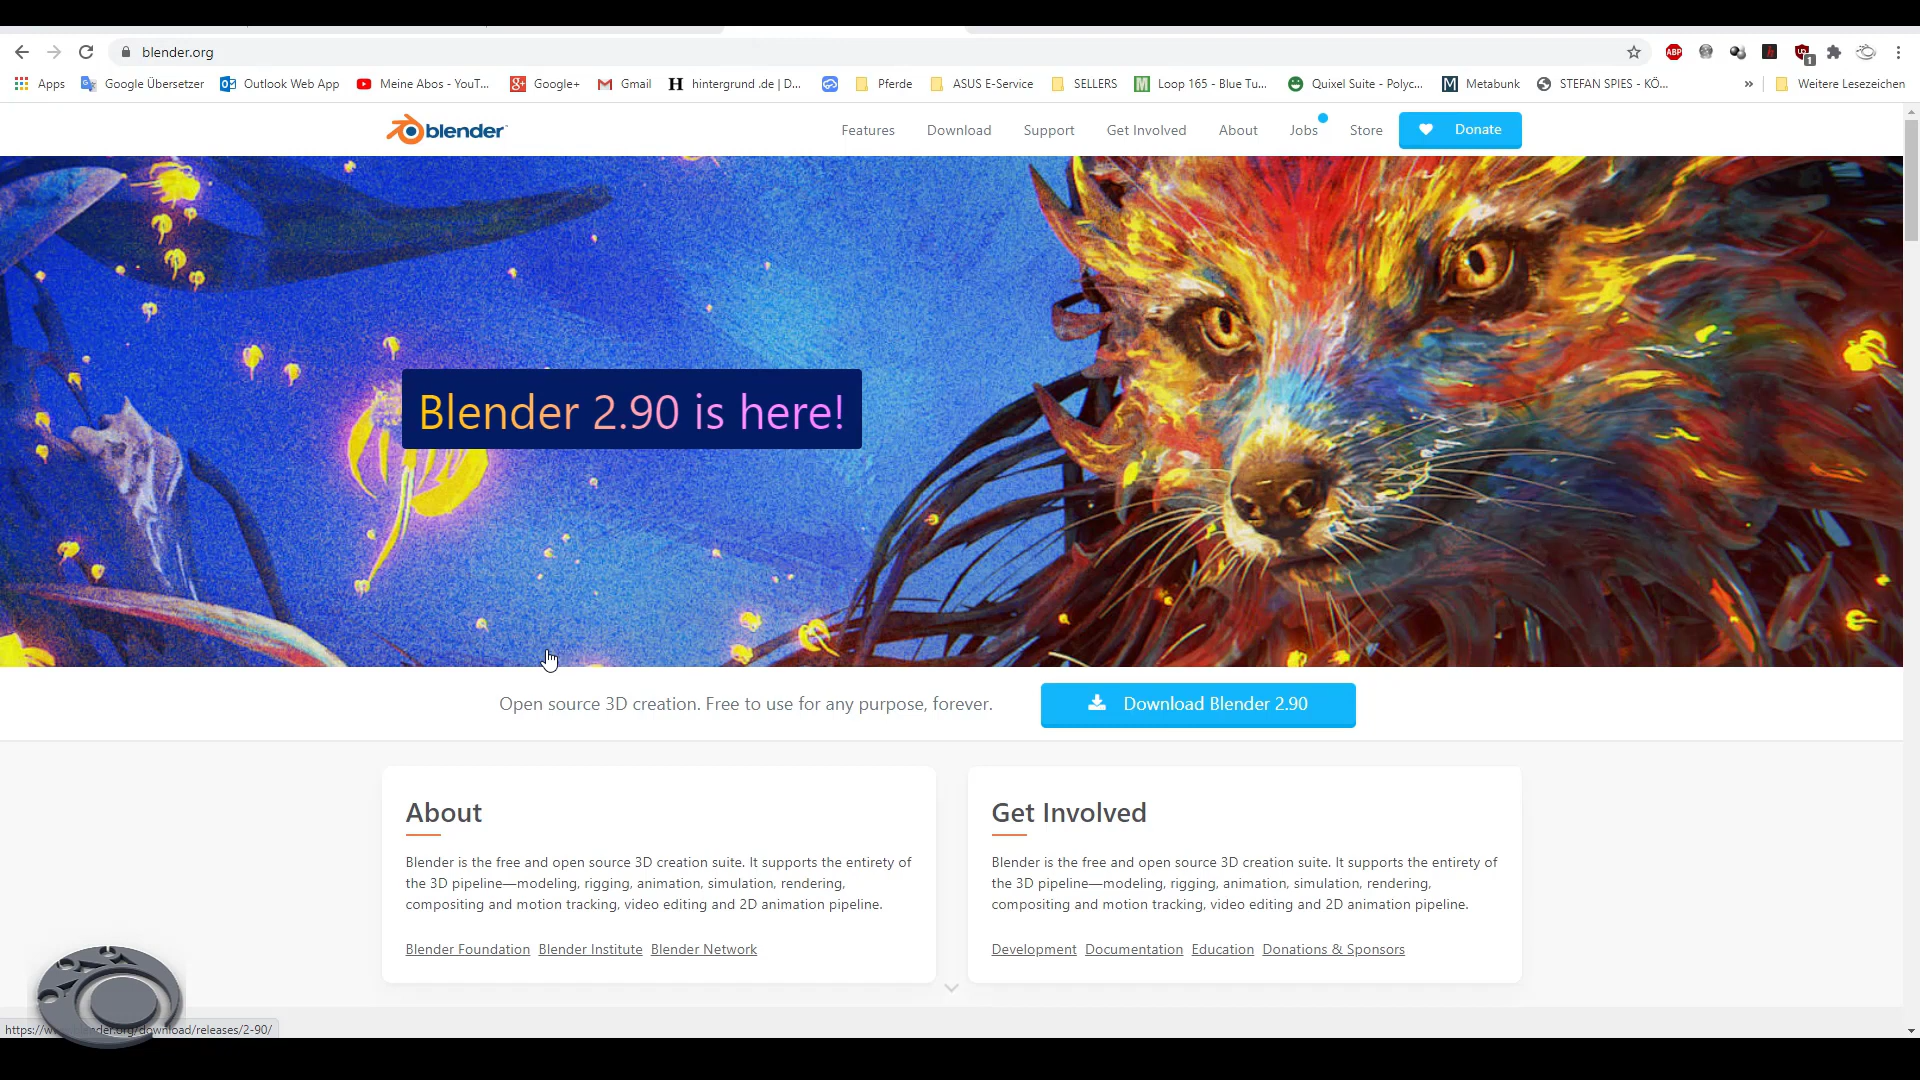 blender.org
Apps Google Übersetzer Outlook Web App Meine Abos - YouT... Google+ Gmail hintergrund .de | D... Pferde ASUS E-Service SELLERS Loop 165 - Blue Tu... Quixel Suite - Polyc... Metabunk STEFAN SPIES - KÖ... » Weitere Lesezeichen
blender Features Download Support Get Involved About Jobs Store Donate
Blender 2.90 is here!
Open source 3D creation. Free to use for any purpose, forever. Download Blender 2.90
About
Blender is the free and open source 3D creation suite. It supports the entirety of
the 3D pipeline—modeling, rigging, animation, simulation, rendering,
compositing and motion tracking, video editing and 2D animation pipeline.
Blender Foundation Blender Institute Blender Network
Get Involved
Blender is the free and open source 3D creation suite. It supports the entirety of
the 3D pipeline—modeling, rigging, animation, simulation, rendering,
compositing and motion tracking, video editing and 2D animation pipeline.
Development Documentation Education Donations & Sponsors